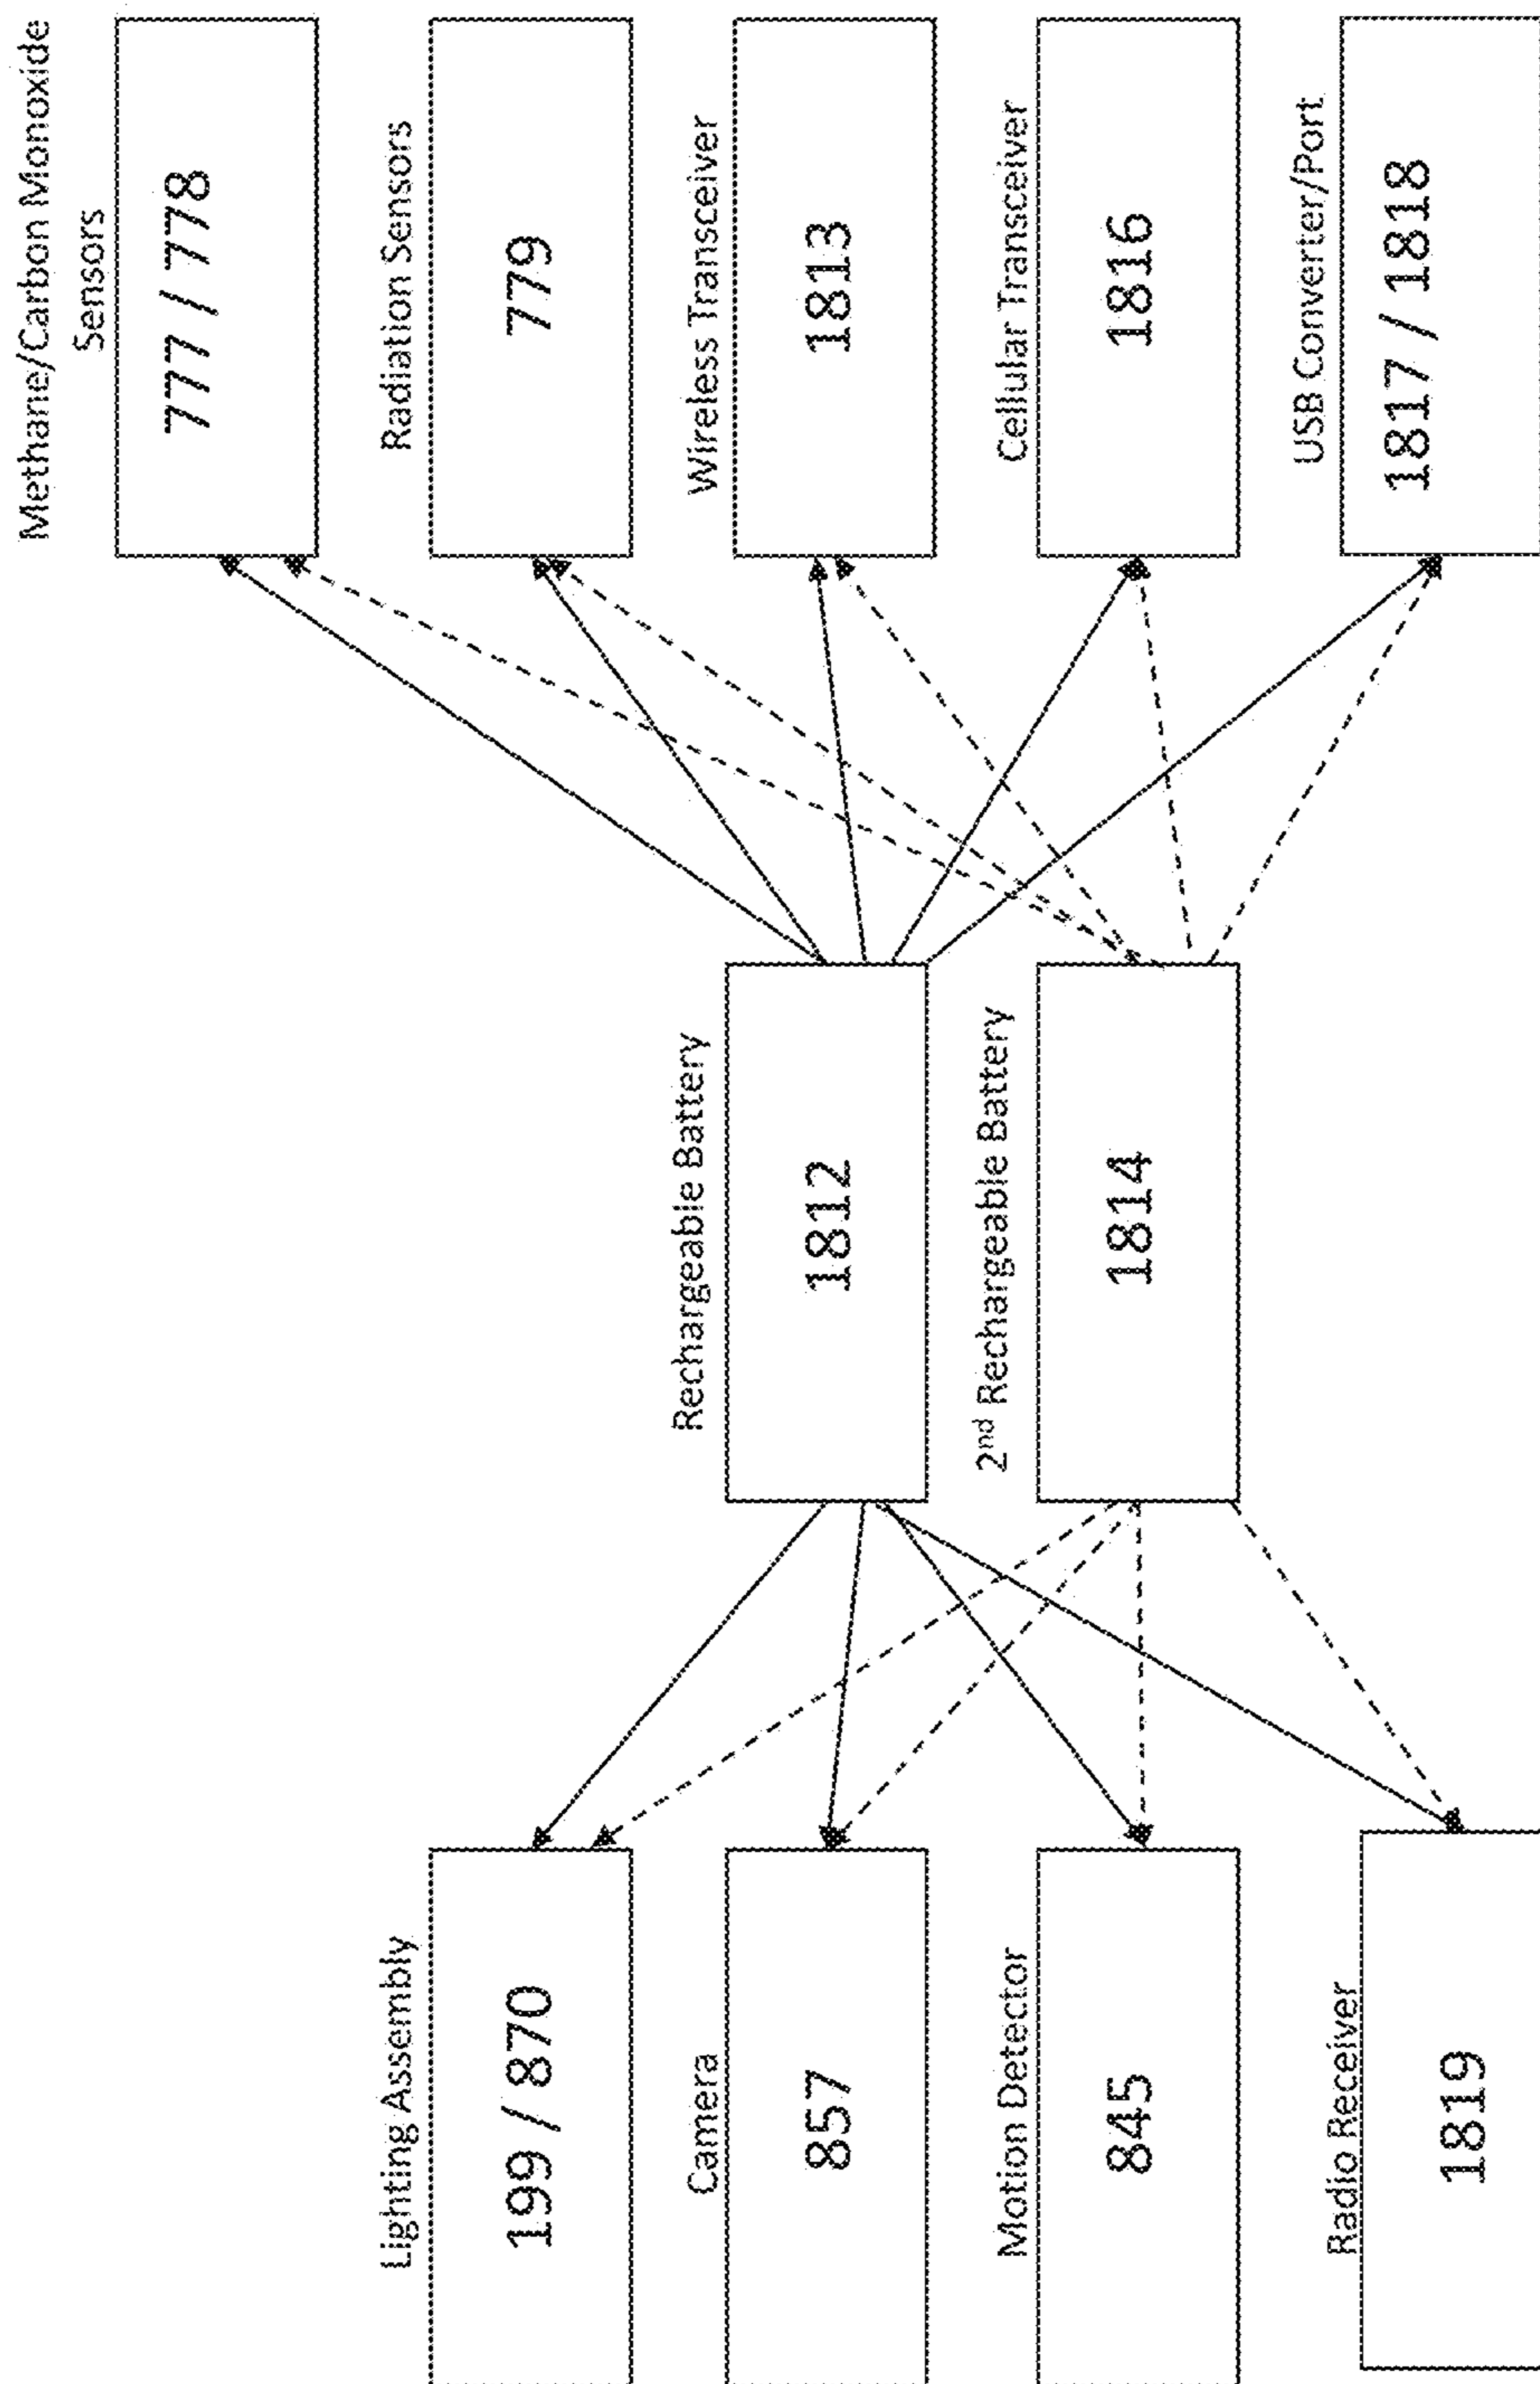 Lighting Assembly
199 / 870
Camera
857
Motion Detector
845
Radio Receiver
1819
Rechargeable Battery
1812
2nd Rechargeable Battery
1814
Methane/Carbon Monoxide
Sensors
777 / 778
Radiation Sensors
779
Wireless Transceiver
1813
Cellular Transceiver
1816
USB Converter/Port
1817 / 1818